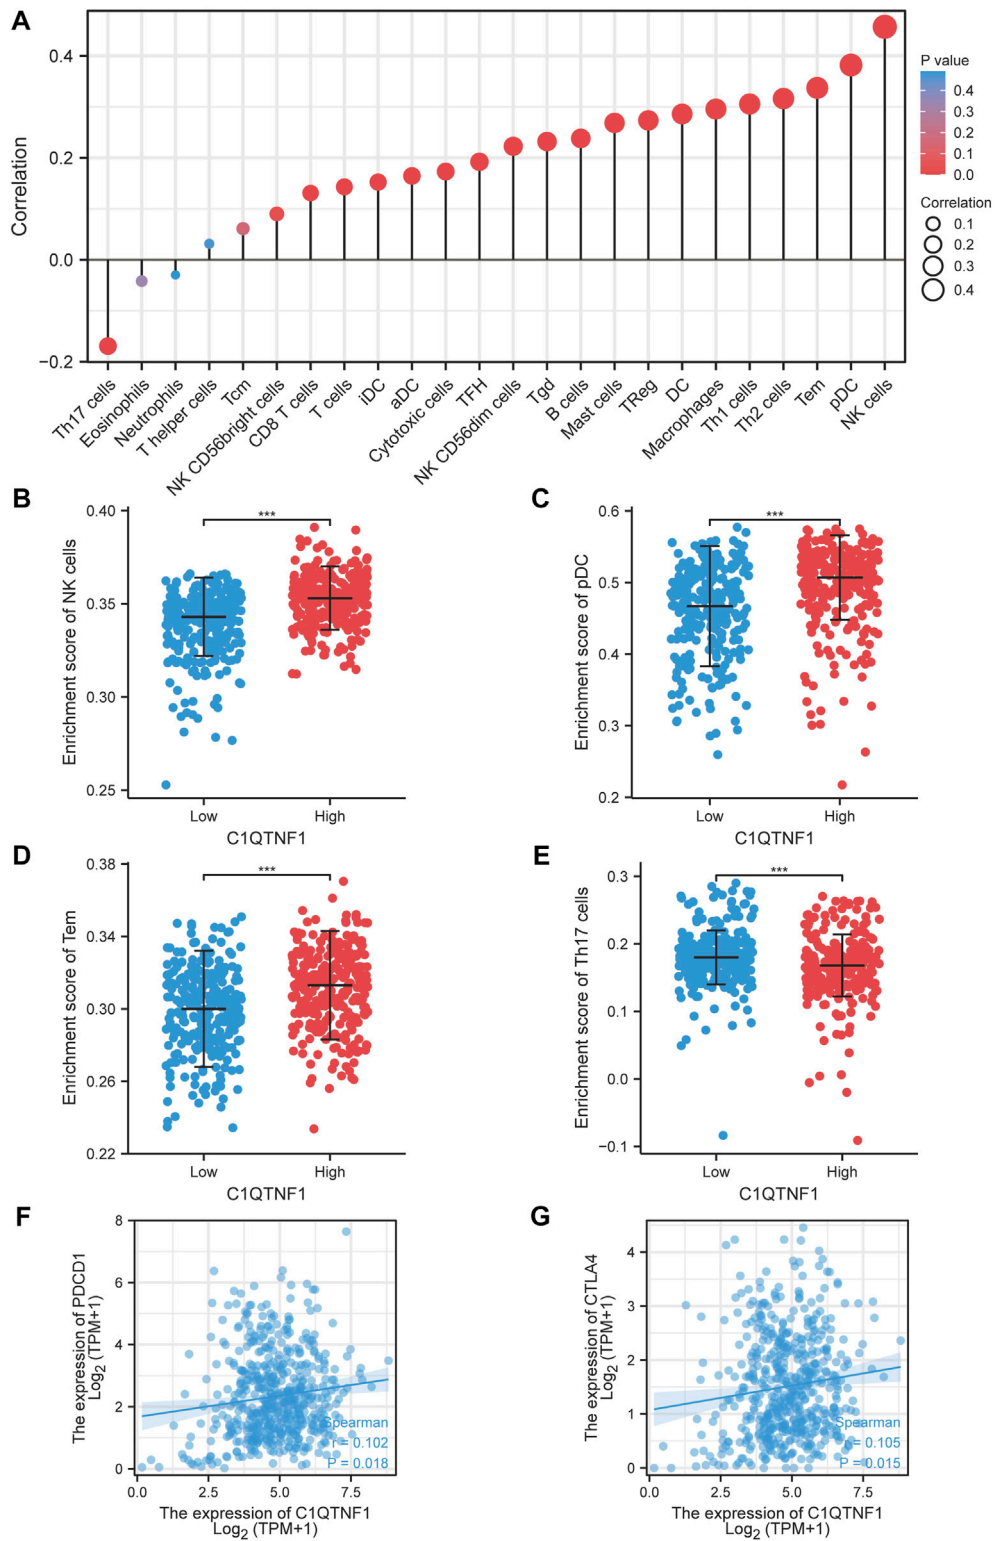 A
Correlation
0.4
0.2
0.0
−0.2
Th17 cells
Eosinophils
Neutrophils
T helper cells
Tcm
NK CD56bright cells
CD8 T cells
T cells
iDC
aDC
Cytotoxic cells
TFH
NK CD56dim cells
Tgd
B cells
Mast cells
TReg
DC
Macrophages
Th1 cells
Th2 cells
Tem
pDC
NK cells
P value
0.4
0.3
0.2
0.1
0.0
Correlation
0.1
0.2
0.3
0.4
B
Enrichment score of NK cells
0.40
0.35
0.30
0.25
***
Low
High
C1QTNF1
C
Enrichment score of pDC
0.6
0.5
0.4
0.3
0.2
***
Low
High
C1QTNF1
D
Enrichment score of Tem
0.38
0.34
0.30
0.26
0.22
***
Low
High
C1QTNF1
E
Enrichment score of Th17 cells
0.3
0.2
0.1
0.0
−0.1
***
Low
High
C1QTNF1
F
The expression of PDCD1
Log2 (TPM+1)
8
6
4
2
0
Spearman
r = 0.102
P = 0.018
0.0
2.5
5.0
7.5
The expression of C1QTNF1
Log2 (TPM+1)
G
The expression of CTLA4
Log2 (TPM+1)
4
3
2
1
0
Spearman
r = 0.105
P = 0.015
0.0
2.5
5.0
7.5
The expression of C1QTNF1
Log2 (TPM+1)